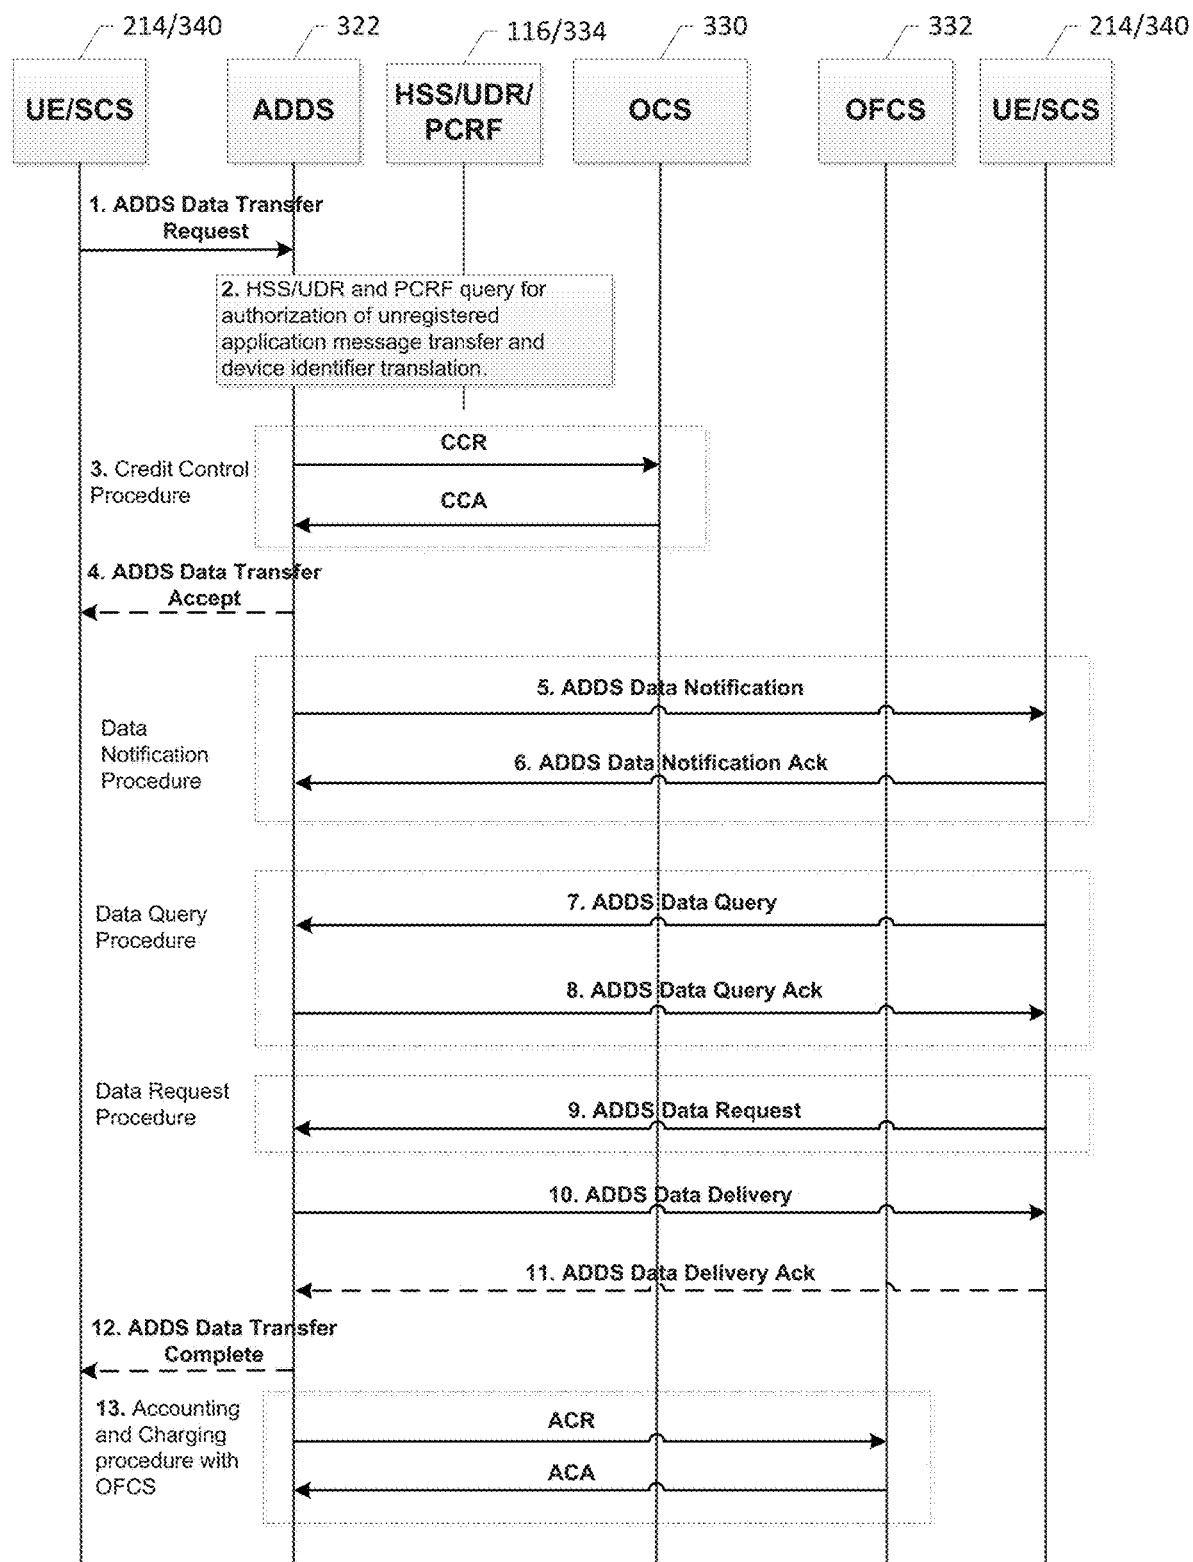 214/340
322
116/334
330
332
214/340
UE/SCS
ADDS
HSS/UDR/
PCRF
OCS
OFCS
UE/SCS
1. ADDS Data Transfer
Request
2. HSS/UDR and PCRF query for
authorization of unregistered
application message transfer and
device identifier translation.
CCR
3. Credit Control
Procedure
CCA
4. ADDS Data Transfer
Accept
5. ADDS Data Notification
Data
Notification
Procedure
6. ADDS Data Notification Ack
7. ADDS Data Query
Data Query
Procedure
8. ADDS Data Query Ack
Data Request
Procedure
9. ADDS Data Request
10. ADDS Data Delivery
11. ADDS Data Delivery Ack
12. ADDS Data Transfer
Complete
13. Accounting
and Charging
procedure with
OFCS
ACR
ACA